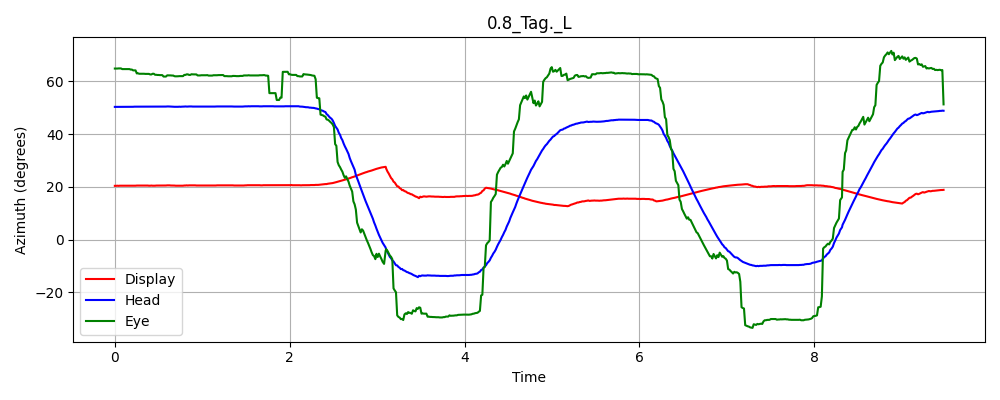 0.8_Tag._L
Azimuth (degrees)
60
40
20
0
−20
Display
Head
Eye
0 2 4 6 8
Time